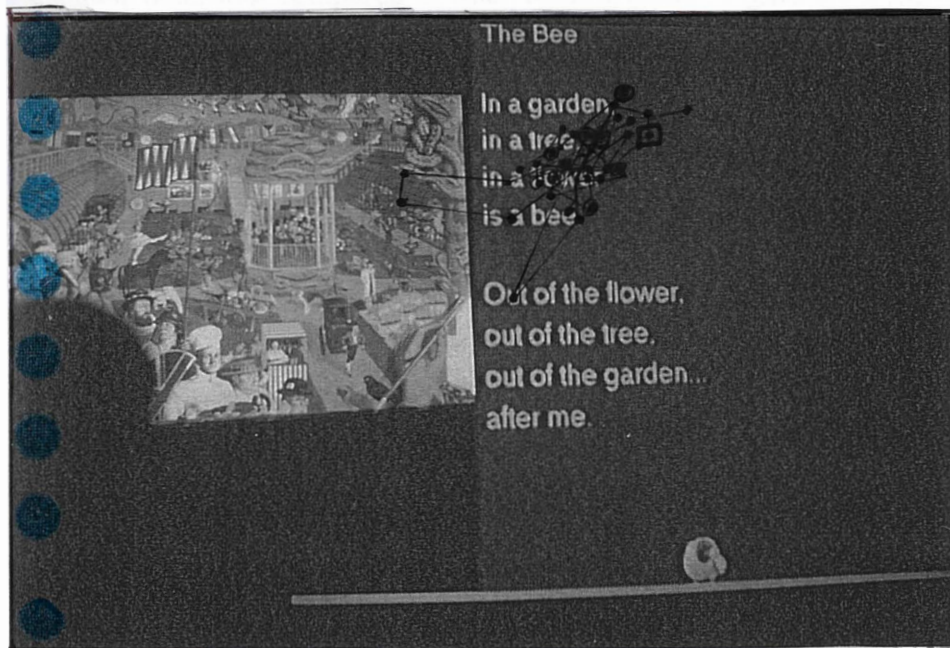 The Bee
In a garden,
in a tree,
in a flower
is a bee.
Out of the flower,
out of the tree,
out of the garden...
after me.